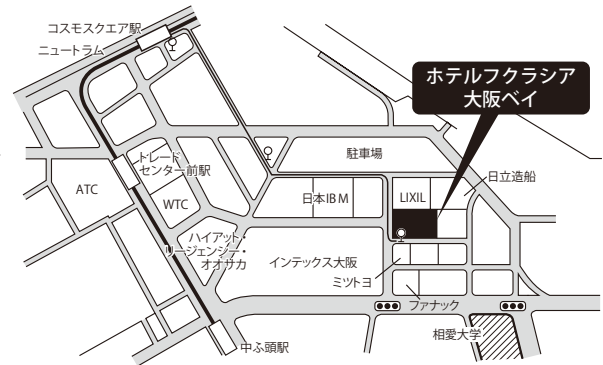 コスモスクエア駅
ニュートラム
ホテルフクラシア
大阪ベイ
駐車場
トレード
センター前駅
日立造船
ATC
WTC
日本IBM
LIXIL
ハイアット・
リージェンシー・
オオサカ
インテックス大阪
ミツトヨ
ファナック
相愛大学
中ふ頭駅